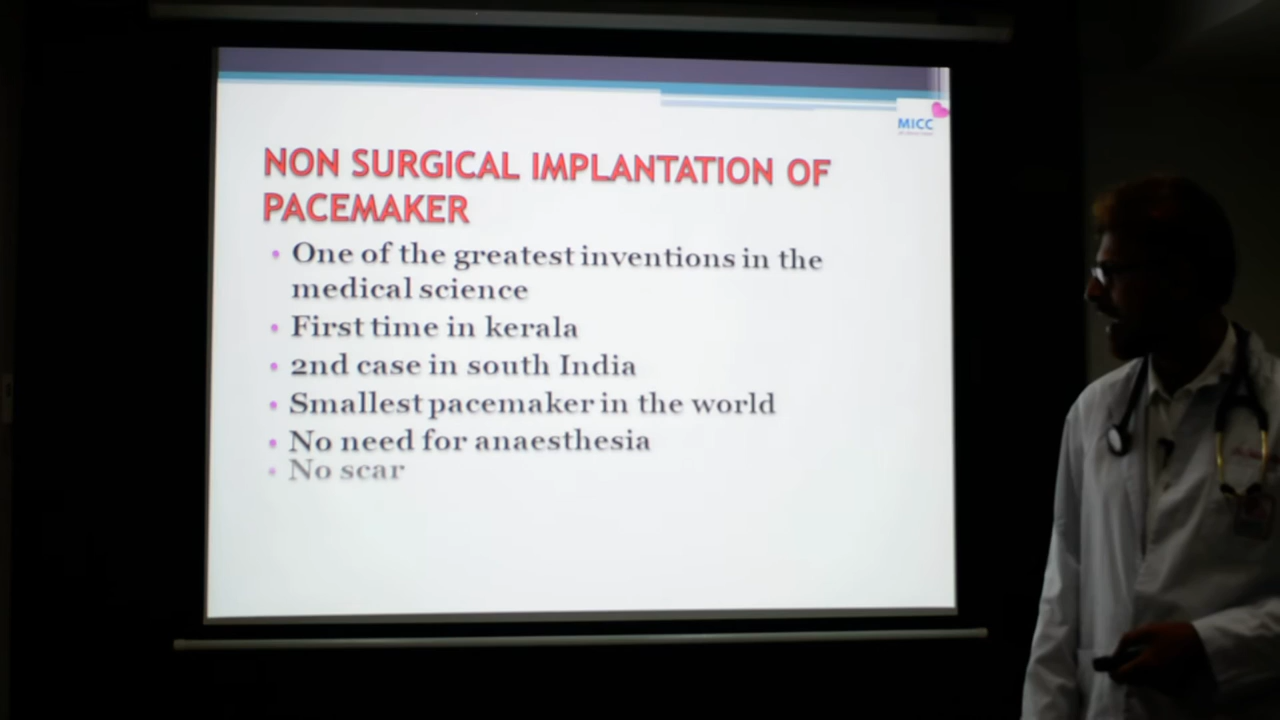 MICC
NON SURGICAL IMPLANTATION OF
PACEMAKER
• One of the greatest inventions in the
medical science
• First time in kerala
• 2nd case in south India
• Smallest pacemaker in the world
• No need for anaesthesia
• No scar